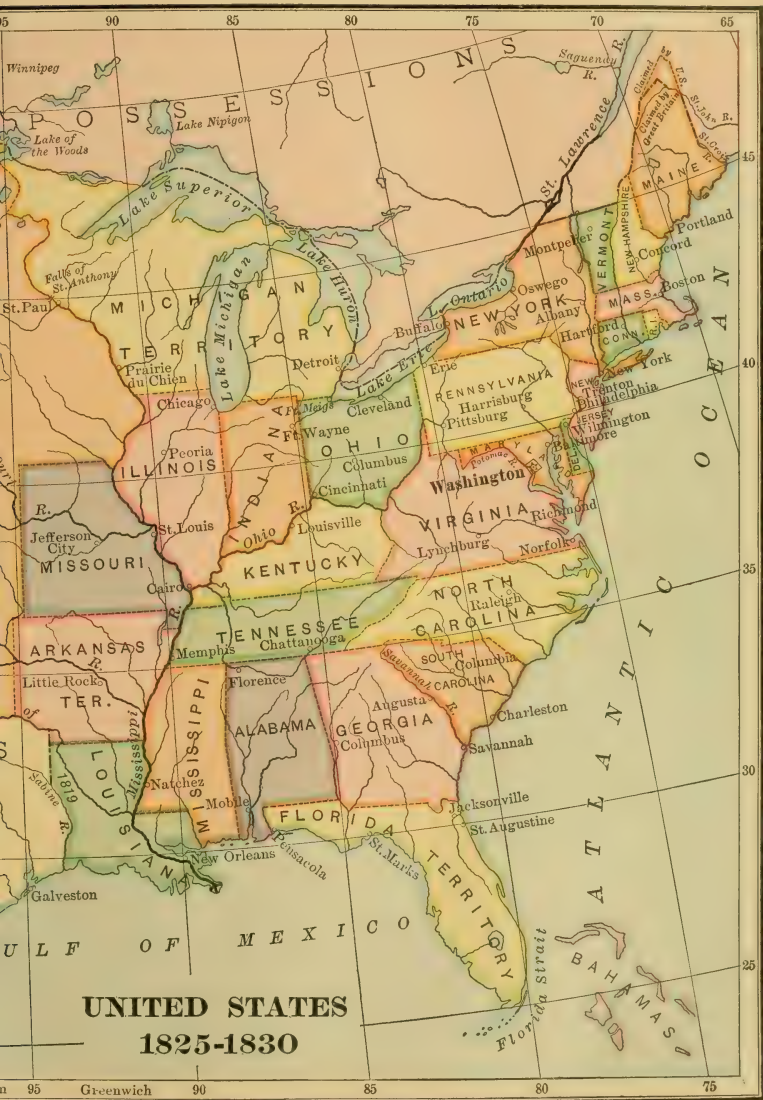 95 90 85 80 75 70 65
POSSESSIONS
Winnipeg
Lake Nipigon
Lake of
the Woods
Saguenay
R.
St. Lawrence R.
Claimed by U.S.
Claimed by
Great Britain
St. John R.
St. Croix
R.
45
MAINE
Lake Superior
Lake Huron
Lake Michigan
L. Ontario
Lake Erie
Falls of
St. Anthony
St. Paul
MICHIGAN
TERRITORY
Prairie
du Chien
Detroit
Montpelier
VERMONT
NEW HAMPSHIRE
Portland
Concord
Oswego
Buffalo
NEW YORK
Albany
MASS.
Boston
Hartford
CONN.
R.I.
New York
40
Erie
PENNSYLVANIA
Harrisburg
Pittsburg
NEW
JERSEY
Trenton
Philadelphia
Wilmington
Baltimore
DEL.
MARYLAND
Potomac R.
Washington
Chicago
Ft. Meigs
Cleveland
Ft. Wayne
OHIO
Columbus
Cincinnati
INDIANA
Peoria
ILLINOIS
VIRGINIA
Richmond
Lynchburg
Norfolk
R.
Jefferson
City
MISSOURI
St. Louis
Ohio R.
Louisville
KENTUCKY
Cairo
R.
35
NORTH
CAROLINA
Raleigh
TENNESSEE
Memphis
Chattanooga
ARKANSAS
R.
TER.
Little Rock
SOUTH
CAROLINA
Columbia
Savannah R.
Florence
Augusta
Charleston
ALABAMA
GEORGIA
Columbus
Savannah
of
S
LOUISIANA
1819
Sabine R.
Mississippi
MISSISSIPPI
Natchez
Mobile
30
Jacksonville
FLORIDA
TERRITORY
St. Augustine
New Orleans
Pensacola
St. Marks
Galveston
ATLANTIC OCEAN
ULF OF MEXICO
Florida Strait
BAHAMAS
25
UNITED STATES
1825-1830
95 Greenwich 90 85 80 75